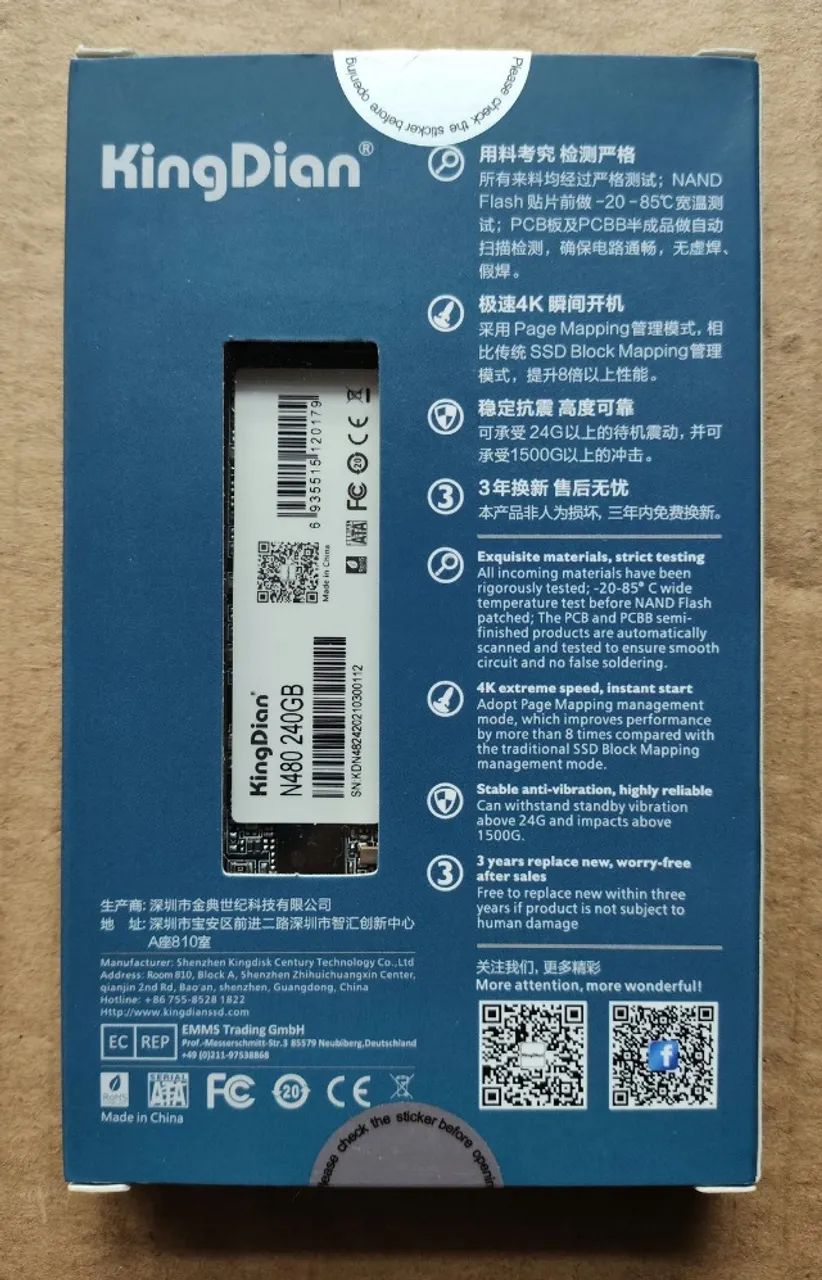 Please check the sticker before opening
KingDian®
用料考究 检测严格
所有来料均经过严格测试；NAND
Flash 贴片前做 -20 -85℃宽温测
试；PCB板及PCBB半成品做自动
扫描检测，确保电路通畅，无虚焊、
假焊。
极速4K 瞬间开机
采用 Page Mapping管理模式，相
比传统 SSD Block Mapping管理
模式，提升8倍以上性能。
稳定抗震 高度可靠
可承受 24G以上的待机震动，并可
承受1500G以上的冲击。
3
3年换新 售后无忧
本产品非人为损坏，三年内免费换新。
Exquisite materials, strict testing
All incoming materials have been
rigorously tested; -20-85° C wide
temperature test before NAND Flash
patched; The PCB and PCBB semi-
finished products are automatically
scanned and tested to ensure smooth
circuit and no false soldering.
4K extreme speed, instant start
Adopt Page Mapping management
mode, which improves performance
by more than 8 times compared with
the traditional SSD Block Mapping
management mode.
Stable anti-vibration, highly reliable
Can withstand standby vibration
above 24G and impacts above
1500G.
3
3 years replace new, worry-free
after sales
Free to replace new within three
years if product is not subject to
human damage
关注我们，更多精彩
More attention, more wonderful!
KingDian
f
KingDian®
N480 240GB
SN:KDN482420210300112
Made in China
6 935515 120179
SATA
FC 20 CE
生产商: 深圳市金典世纪科技有限公司
地 址: 深圳市宝安区前进二路深圳市智汇创新中心
A座810室
Manufacturer: Shenzhen Kingdisk Century Technology Co.,Ltd
Address: Room 810, Block A, Shenzhen Zhihuichuangxin Center,
qianjin 2nd Rd, Bao'an, shenzhen, Guangdong, China
Hotline: +86 755-8528 1822
Http://www.kingdianssd.com
EC REP
EMMS Trading GmbH
Prof.-Messerschmitt-Str.3 85579 Neubiberg,Deutschland
+49 (0)211-97538868
RoHS SERIAL ATA FC 20 CE
Made in China
Please check the sticker before opening